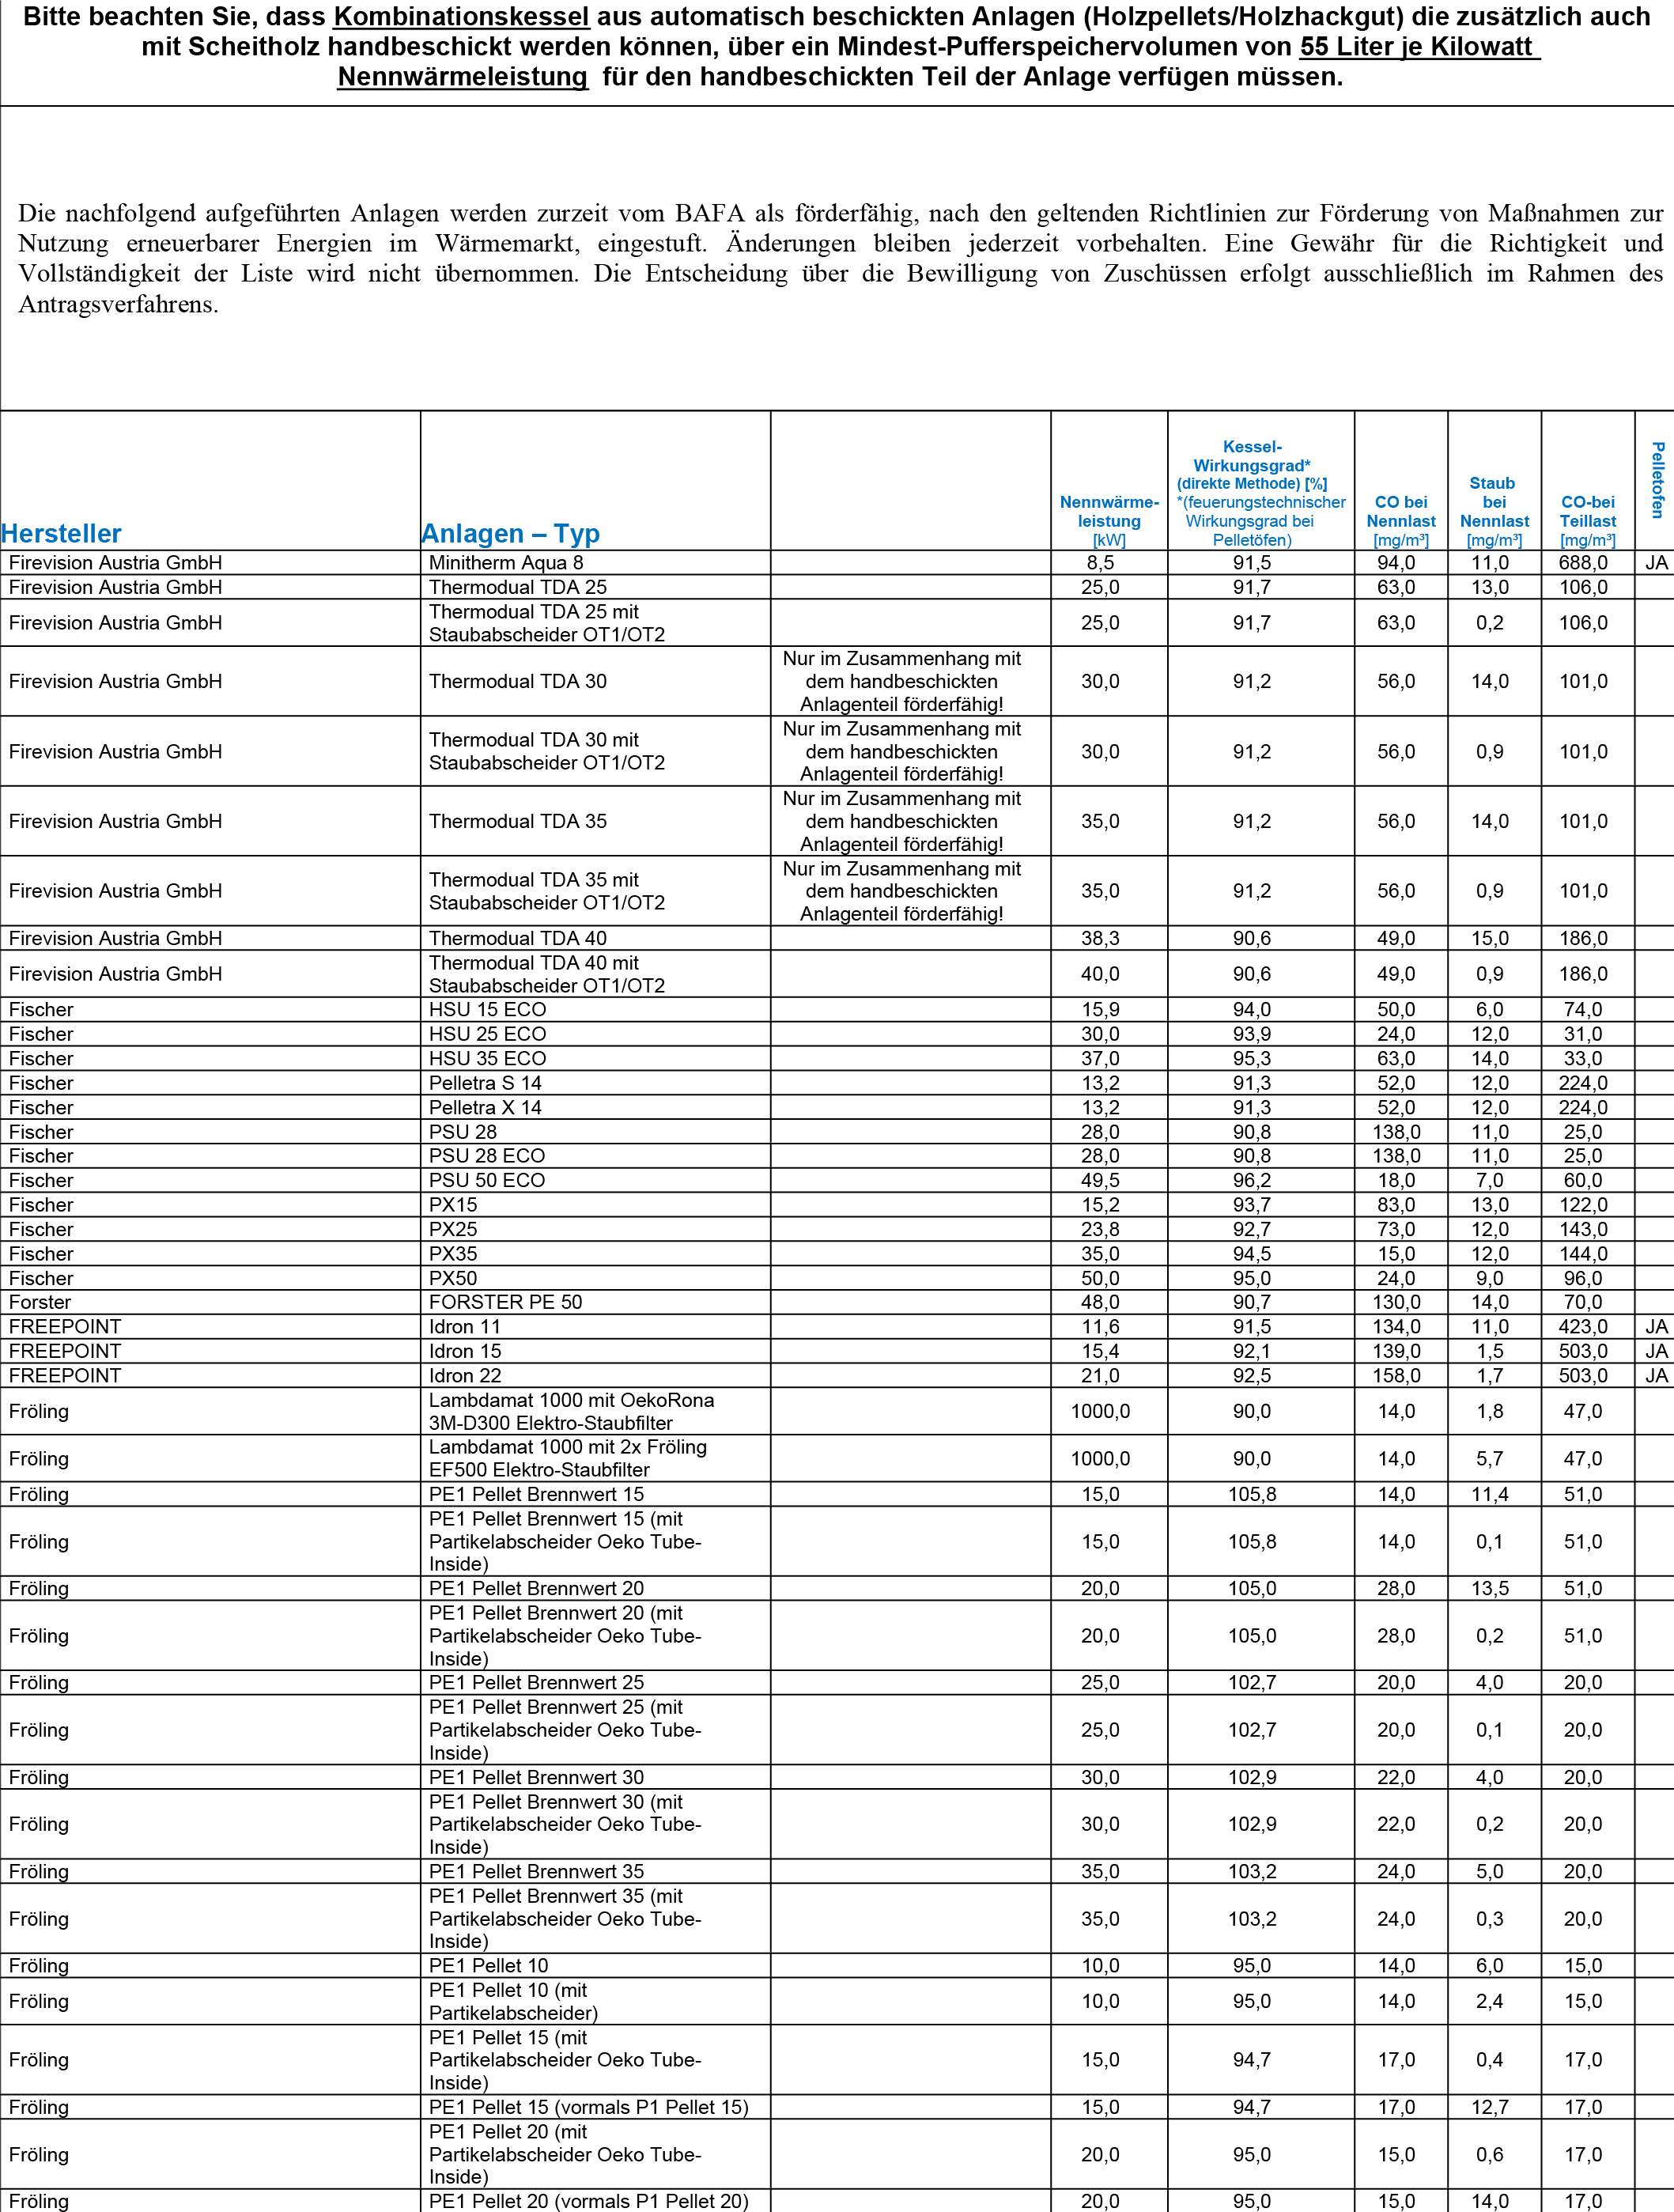 Bitte beachten Sie, dass Kombinationskessel aus automatisch beschickten Anlagen (Holzpellets/Holzhackgut) die zusätzlich auch
mit Scheitholz handbeschickt werden können, über ein Mindest-Pufferspeichervolumen von 55 Liter je Kilowatt
Nennwärmeleistung für den handbeschickten Teil der Anlage verfügen müssen.
Die nachfolgend aufgeführten Anlagen werden zurzeit vom BAFA als förderfähig, nach den geltenden Richtlinien zur Förderung von Maßnahmen zur
Nutzung erneuerbarer Energien im Wärmemarkt, eingestuft. Änderungen bleiben jederzeit vorbehalten. Eine Gewähr für die Richtigkeit und
Vollständigkeit der Liste wird nicht übernommen. Die Entscheidung über die Bewilligung von Zuschüssen erfolgt ausschließlich im Rahmen des
Antragsverfahrens.
Hersteller
Anlagen – Typ
Nennwärme-
leistung
[kW]
Kessel-
Wirkungsgrad*
(direkte Methode) [%]
*(feuerungstechnischer
Wirkungsgrad bei
Pelletöfen)
CO bei
Nennlast
[mg/m³]
Staub
bei
Nennlast
[mg/m³]
CO-bei
Teillast
[mg/m³]
Pelletofen
Firevision Austria GmbH Minitherm Aqua 8 8,5 91,5 94,0 11,0 688,0 JA
Firevision Austria GmbH Thermodual TDA 25 25,0 91,7 63,0 13,0 106,0
Firevision Austria GmbH Thermodual TDA 25 mit
Staubabscheider OT1/OT2 25,0 91,7 63,0 0,2 106,0
Firevision Austria GmbH Thermodual TDA 30 Nur im Zusammenhang mit
dem handbeschickten
Anlagenteil förderfähig! 30,0 91,2 56,0 14,0 101,0
Firevision Austria GmbH Thermodual TDA 30 mit
Staubabscheider OT1/OT2 Nur im Zusammenhang mit
dem handbeschickten
Anlagenteil förderfähig! 30,0 91,2 56,0 0,9 101,0
Firevision Austria GmbH Thermodual TDA 35 Nur im Zusammenhang mit
dem handbeschickten
Anlagenteil förderfähig! 35,0 91,2 56,0 14,0 101,0
Firevision Austria GmbH Thermodual TDA 35 mit
Staubabscheider OT1/OT2 Nur im Zusammenhang mit
dem handbeschickten
Anlagenteil förderfähig! 35,0 91,2 56,0 0,9 101,0
Firevision Austria GmbH Thermodual TDA 40 38,3 90,6 49,0 15,0 186,0
Firevision Austria GmbH Thermodual TDA 40 mit
Staubabscheider OT1/OT2 40,0 90,6 49,0 0,9 186,0
Fischer HSU 15 ECO 15,9 94,0 50,0 6,0 74,0
Fischer HSU 25 ECO 30,0 93,9 24,0 12,0 31,0
Fischer HSU 35 ECO 37,0 95,3 63,0 14,0 33,0
Fischer Pelletra S 14 13,2 91,3 52,0 12,0 224,0
Fischer Pelletra X 14 13,2 91,3 52,0 12,0 224,0
Fischer PSU 28 28,0 90,8 138,0 11,0 25,0
Fischer PSU 28 ECO 28,0 90,8 138,0 11,0 25,0
Fischer PSU 50 ECO 49,5 96,2 18,0 7,0 60,0
Fischer PX15 15,2 93,7 83,0 13,0 122,0
Fischer PX25 23,8 92,7 73,0 12,0 143,0
Fischer PX35 35,0 94,5 15,0 12,0 144,0
Fischer PX50 50,0 95,0 24,0 9,0 96,0
Forster FORSTER PE 50 48,0 90,7 130,0 14,0 70,0
FREEPOINT Idron 11 11,6 91,5 134,0 11,0 423,0 JA
FREEPOINT Idron 15 15,4 92,1 139,0 1,5 503,0 JA
FREEPOINT Idron 22 21,0 92,5 158,0 1,7 503,0 JA
Fröling Lambdamat 1000 mit OekoRona
3M-D300 Elektro-Staubfilter 1000,0 90,0 14,0 1,8 47,0
Fröling Lambdamat 1000 mit 2x Fröling
EF500 Elektro-Staubfilter 1000,0 90,0 14,0 5,7 47,0
Fröling PE1 Pellet Brennwert 15 15,0 105,8 14,0 11,4 51,0
Fröling PE1 Pellet Brennwert 15 (mit
Partikelabscheider Oeko Tube-
Inside) 15,0 105,8 14,0 0,1 51,0
Fröling PE1 Pellet Brennwert 20 20,0 105,0 28,0 13,5 51,0
Fröling PE1 Pellet Brennwert 20 (mit
Partikelabscheider Oeko Tube-
Inside) 20,0 105,0 28,0 0,2 51,0
Fröling PE1 Pellet Brennwert 25 25,0 102,7 20,0 4,0 20,0
Fröling PE1 Pellet Brennwert 25 (mit
Partikelabscheider Oeko Tube-
Inside) 25,0 102,7 20,0 0,1 20,0
Fröling PE1 Pellet Brennwert 30 30,0 102,9 22,0 4,0 20,0
Fröling PE1 Pellet Brennwert 30 (mit
Partikelabscheider Oeko Tube-
Inside) 30,0 102,9 22,0 0,2 20,0
Fröling PE1 Pellet Brennwert 35 35,0 103,2 24,0 5,0 20,0
Fröling PE1 Pellet Brennwert 35 (mit
Partikelabscheider Oeko Tube-
Inside) 35,0 103,2 24,0 0,3 20,0
Fröling PE1 Pellet 10 10,0 95,0 14,0 6,0 15,0
Fröling PE1 Pellet 10 (mit
Partikelabscheider) 10,0 95,0 14,0 2,4 15,0
Fröling PE1 Pellet 15 (mit
Partikelabscheider Oeko Tube-
Inside) 15,0 94,7 17,0 0,4 17,0
Fröling PE1 Pellet 15 (vormals P1 Pellet 15) 15,0 94,7 17,0 12,7 17,0
Fröling PE1 Pellet 20 (mit
Partikelabscheider Oeko Tube-
Inside) 20,0 95,0 15,0 0,6 17,0
Fröling PE1 Pellet 20 (vormals P1 Pellet 20) 20,0 95,0 15,0 14,0 17,0